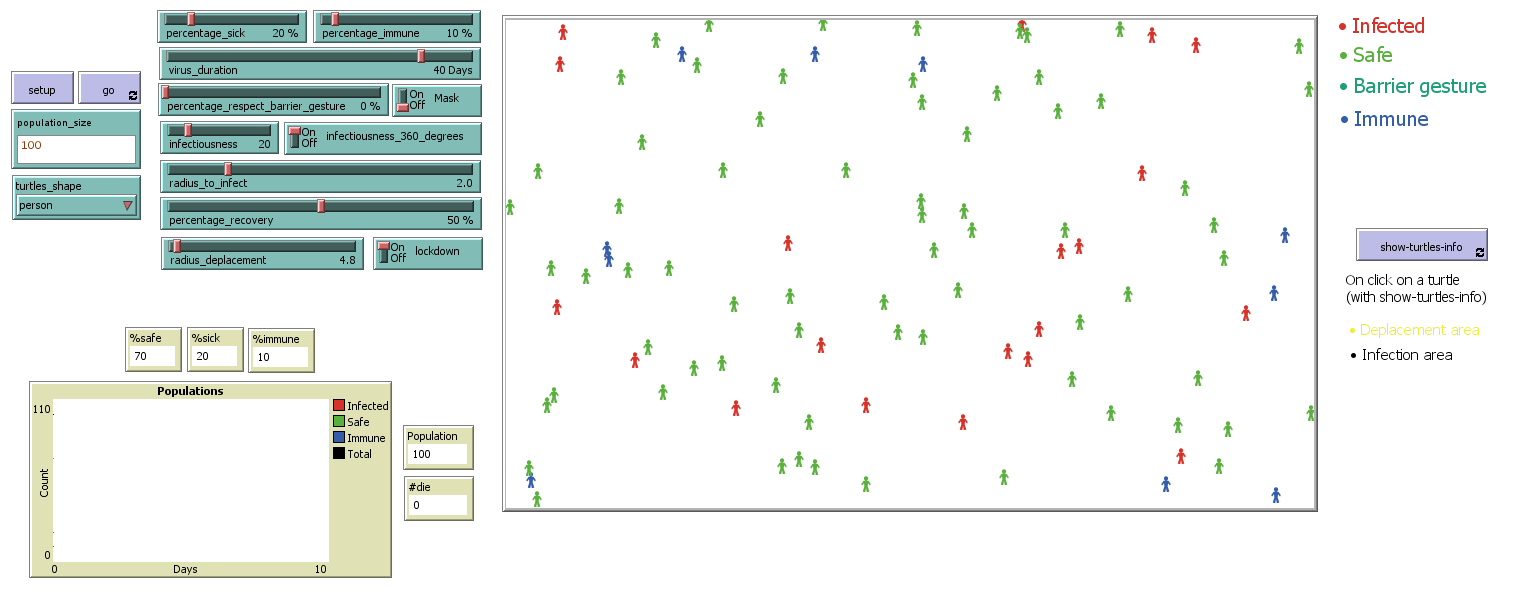 percentage_sick 20 %
percentage_immune 10 %
virus_duration 40 Days
setup
go
percentage_respect_barrier_gesture 0 %
On
Off
Mask
population_size
100
infectiousness 20
On
Off
infectiousness_360_degrees
radius_to_infect 2.0
turtles_shape
person
percentage_recovery 50 %
radius_deplacement 4.8
On
Off
lockdown
%safe
70
%sick
20
%immune
10
Populations
110
Count
0
0
Days
10
Infected
Safe
Immune
Total
Population
100
#die
0
Infected
Safe
Barrier gesture
Immune
show-turtles-info
On click on a turtle
(with show-turtles-info)
Deplacement area
Infection area